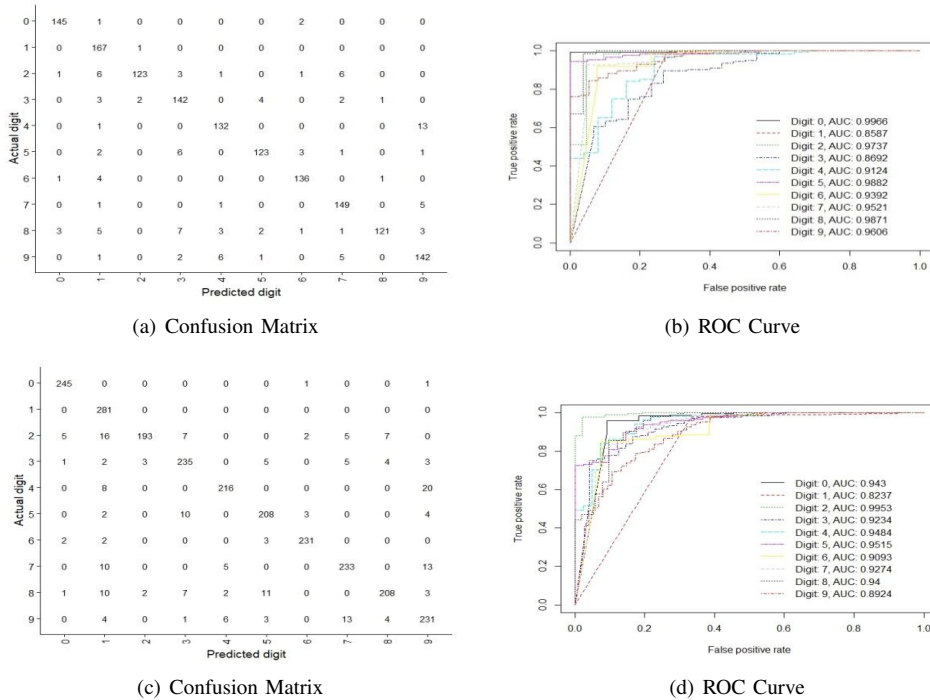 0 145 1 0 0 0 0 2 0 0 0
1 0 167 1 0 0 0 0 0 0 0
2 1 6 123 3 1 0 1 6 0 0
3 0 3 2 142 0 4 0 2 1 0
4 0 1 0 0 132 0 0 0 0 13
5 0 2 0 6 0 123 3 1 0 1
6 1 4 0 0 0 0 136 0 1 0
7 0 1 0 0 1 0 0 149 0 5
8 3 5 0 7 3 2 1 1 121 3
9 0 1 0 2 6 1 0 5 0 142
Actual digit
0 1 2 3 4 5 6 7 8 9
Predicted digit
(a) Confusion Matrix
True positive rate
1.0
0.8
0.6
0.4
0.2
0.0
Digit: 0, AUC: 0.9966
Digit: 1, AUC: 0.8587
Digit: 2, AUC: 0.9737
Digit: 3, AUC: 0.8692
Digit: 4, AUC: 0.9124
Digit: 5, AUC: 0.9882
Digit: 6, AUC: 0.9392
Digit: 7, AUC: 0.9521
Digit: 8, AUC: 0.9871
Digit: 9, AUC: 0.9606
0.0 0.2 0.4 0.6 0.8 1.0
False positive rate
(b) ROC Curve
0 245 0 0 0 0 0 1 0 0 1
1 0 281 0 0 0 0 0 0 0 0
2 5 16 193 7 0 0 2 5 7 0
3 1 2 3 235 0 5 0 5 4 3
4 0 8 0 0 216 0 0 0 0 20
5 0 2 0 10 0 208 3 0 0 4
6 2 2 0 0 0 3 231 0 0 0
7 0 10 0 0 5 0 0 233 0 13
8 1 10 2 7 2 11 0 0 208 3
9 0 4 0 1 6 3 0 13 4 231
Actual digit
0 1 2 3 4 5 6 7 8 9
Predicted digit
(c) Confusion Matrix
True positive rate
1.0
0.8
0.6
0.4
0.2
0.0
Digit: 0, AUC: 0.943
Digit: 1, AUC: 0.8237
Digit: 2, AUC: 0.9953
Digit: 3, AUC: 0.9234
Digit: 4, AUC: 0.9484
Digit: 5, AUC: 0.9515
Digit: 6, AUC: 0.9093
Digit: 7, AUC: 0.9274
Digit: 8, AUC: 0.94
Digit: 9, AUC: 0.8924
0.0 0.2 0.4 0.6 0.8 1.0
False positive rate
(d) ROC Curve